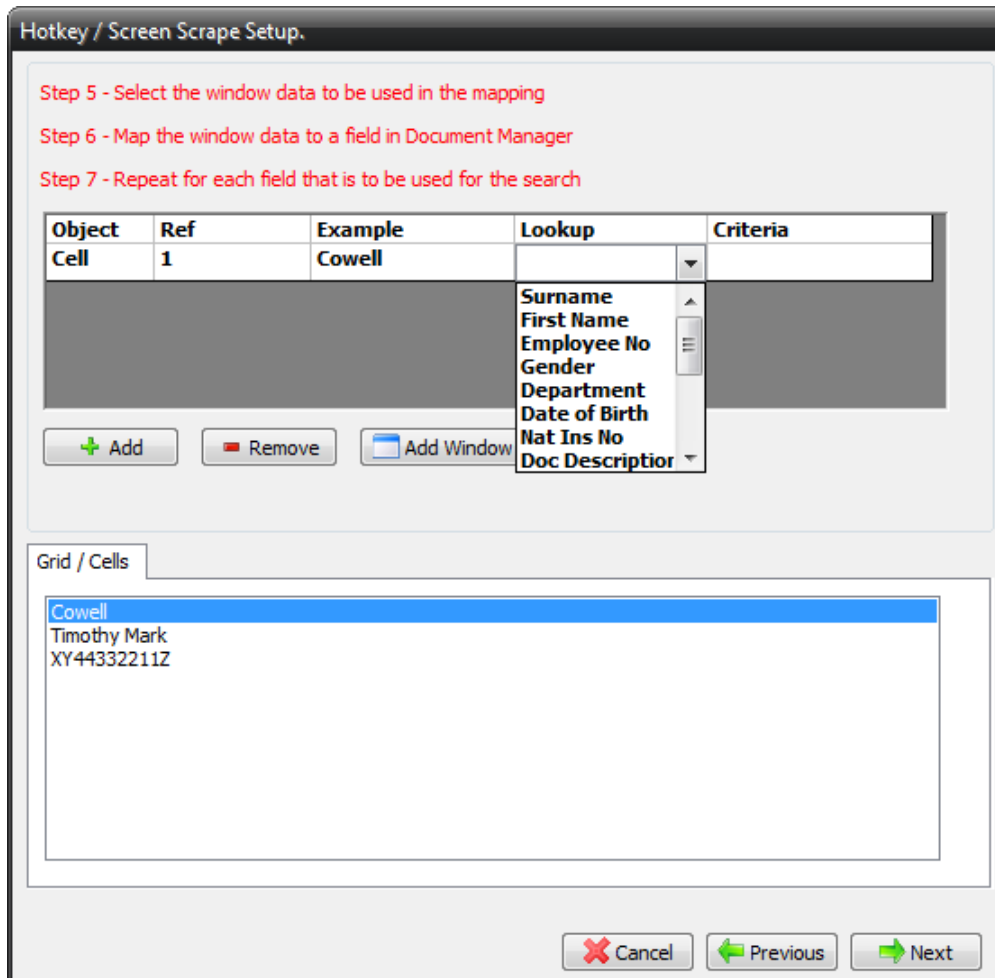 Hotkey / Screen Scrape Setup.
Step 5 - Select the window data to be used in the mapping
Step 6 - Map the window data to a field in Document Manager
Step 7 - Repeat for each field that is to be used for the search
Object Ref Example Lookup Criteria
Cell 1 Cowell
Surname
First Name
Employee No
Gender
Department
Date of Birth
Nat Ins No
Doc Description
Add Remove Add Window
Grid / Cells
Cowell
Timothy Mark
XY44332211Z
Cancel Previous Next